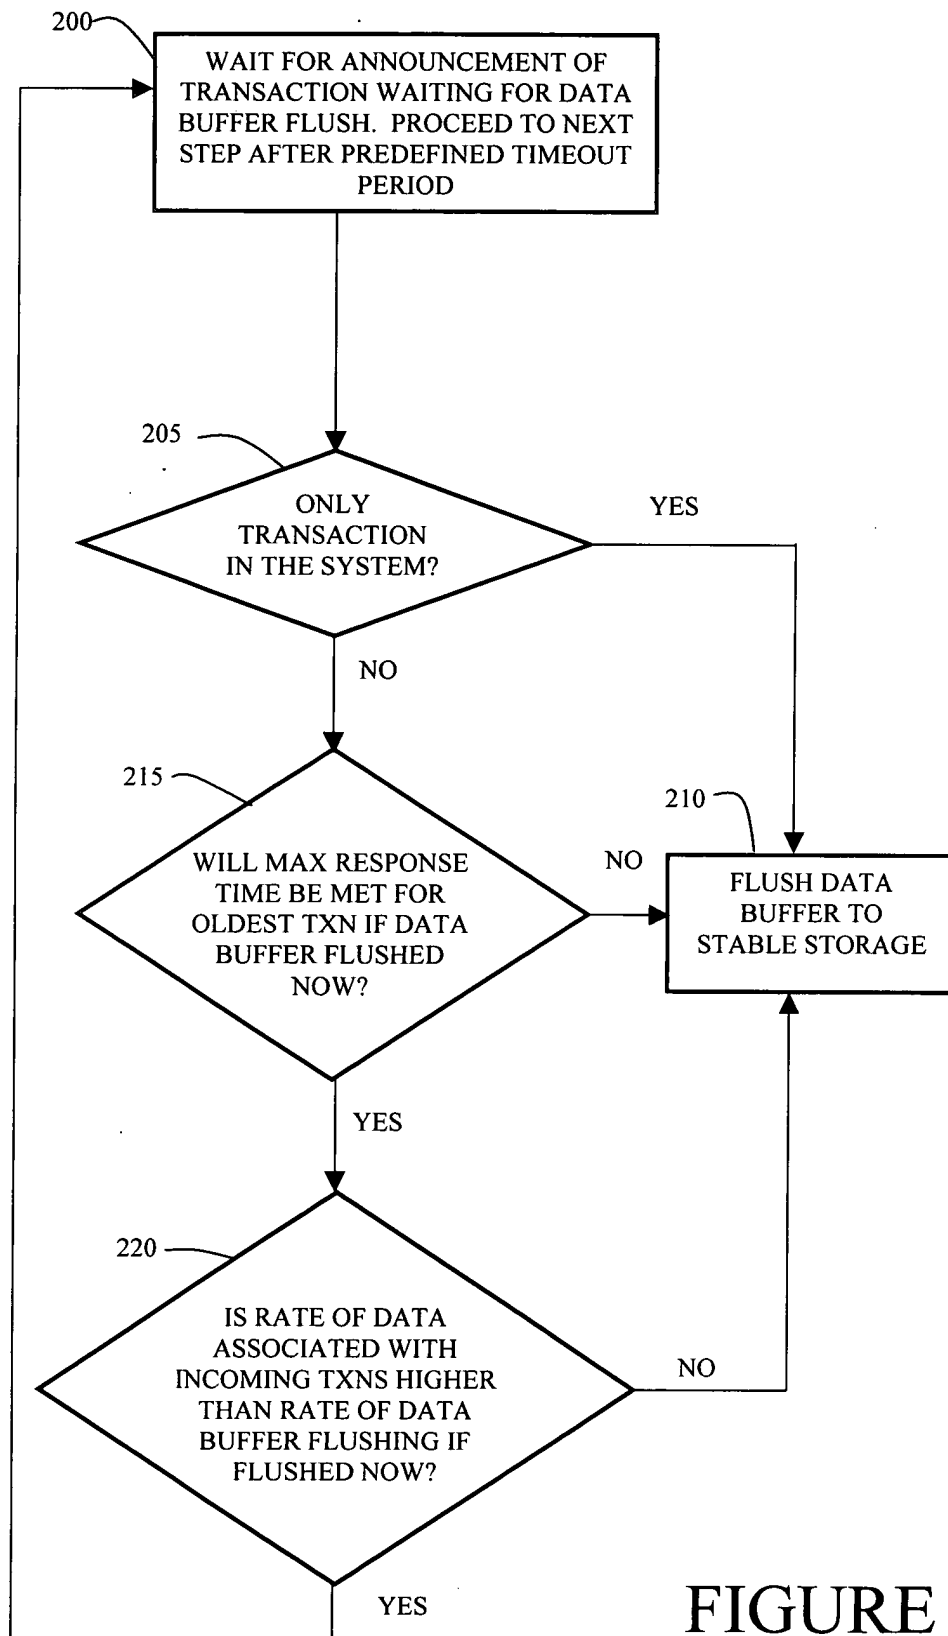 200
WAIT FOR ANNOUNCEMENT OF
TRANSACTION WAITING FOR DATA
BUFFER FLUSH. PROCEED TO NEXT
STEP AFTER PREDEFINED TIMEOUT
PERIOD
205
ONLY
TRANSACTION
IN THE SYSTEM?
YES
NO
215
WILL MAX RESPONSE
TIME BE MET FOR
OLDEST TXN IF DATA
BUFFER FLUSHED
NOW?
NO
210
FLUSH DATA
BUFFER TO
STABLE STORAGE
YES
220
IS RATE OF DATA
ASSOCIATED WITH
INCOMING TXNS HIGHER
THAN RATE OF DATA
BUFFER FLUSHING IF
FLUSHED NOW?
NO
YES
FIGURE